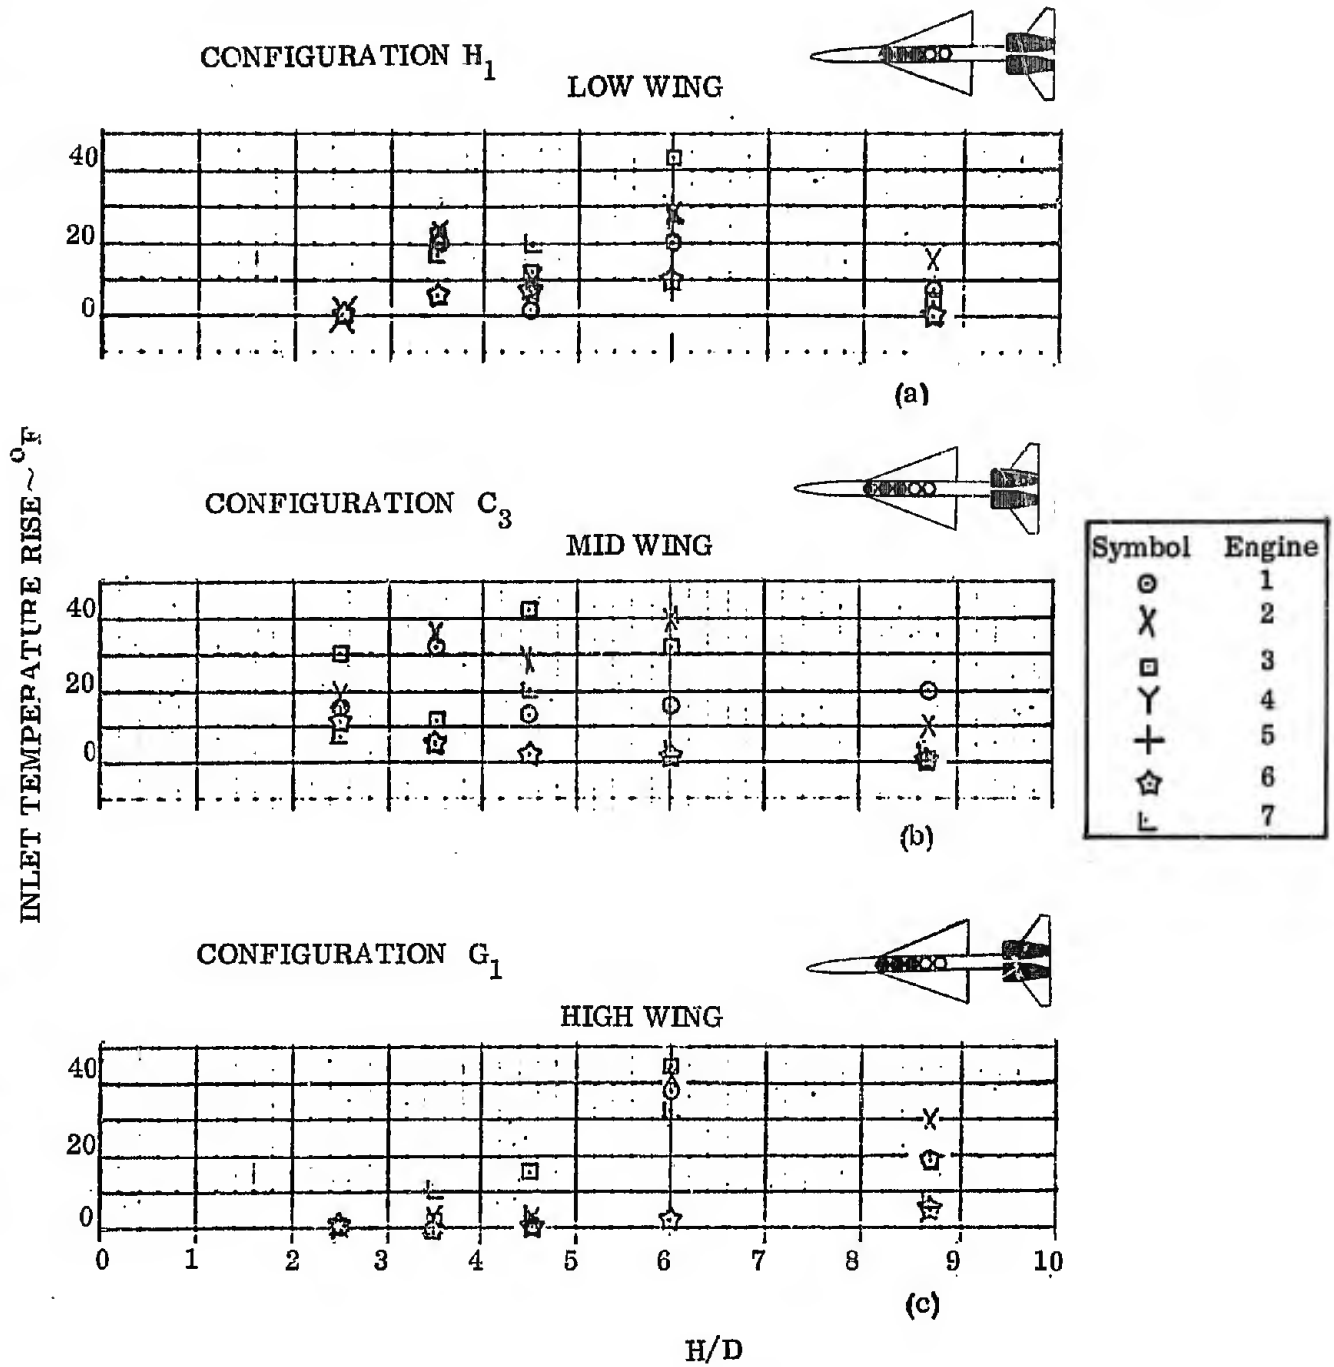 CONFIGURATION H1
LOW WING
40
20
0
(a)
INLET TEMPERATURE RISE~°F
CONFIGURATION C3
MID WING
40
20
0
(b)
Symbol Engine
1
2
3
4
5
6
7
CONFIGURATION G1
HIGH WING
40
20
0
0 1 2 3 4 5 6 7 8 9 10
(c)
H/D